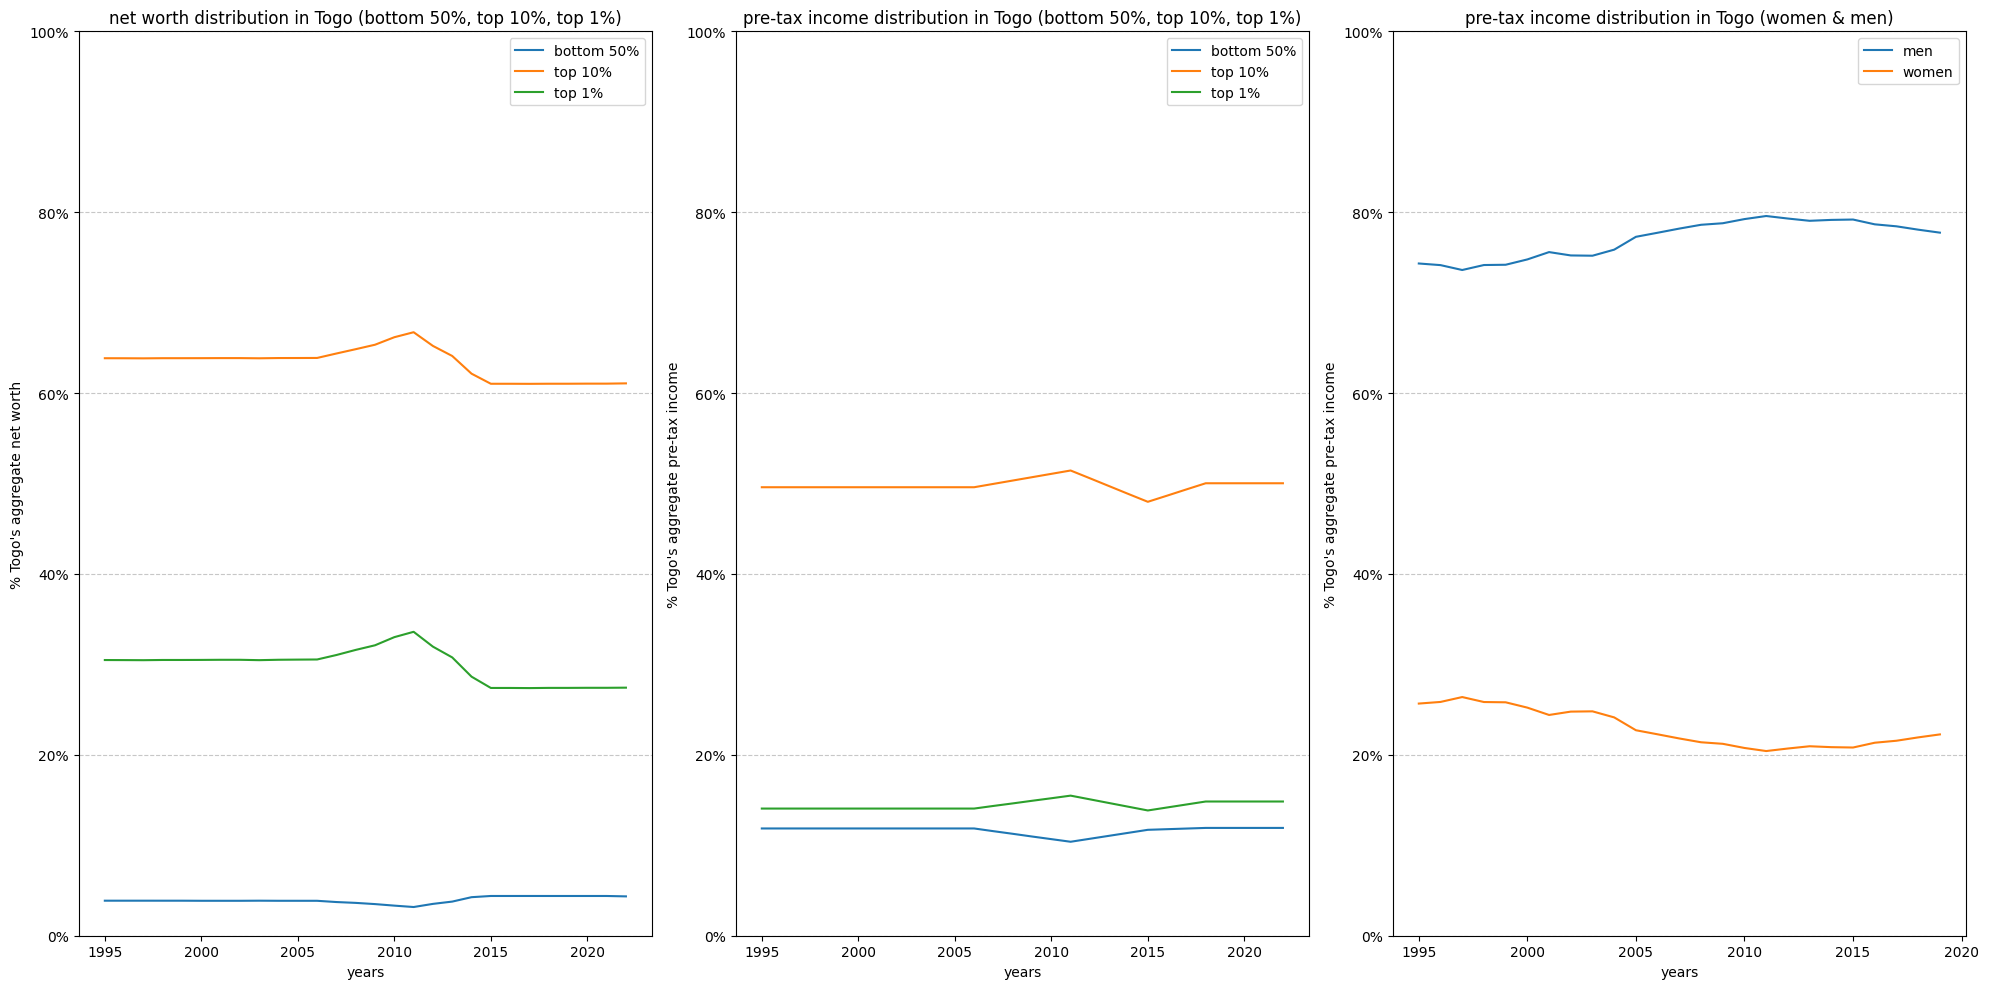 net worth distribution in Togo (bottom 50%, top 10%, top 1%)
100%
80%
60%
40%
20%
0%
% Togo's aggregate net worth
bottom 50%
top 10%
top 1%
1995
2000
2005
2010
2015
2020
years
pre-tax income distribution in Togo (bottom 50%, top 10%, top 1%)
100%
80%
60%
40%
20%
0%
% Togo's aggregate pre-tax income
bottom 50%
top 10%
top 1%
1995
2000
2005
2010
2015
2020
years
pre-tax income distribution in Togo (women & men)
100%
80%
60%
40%
20%
0%
% Togo's aggregate pre-tax income
men
women
1995
2000
2005
2010
2015
2020
years